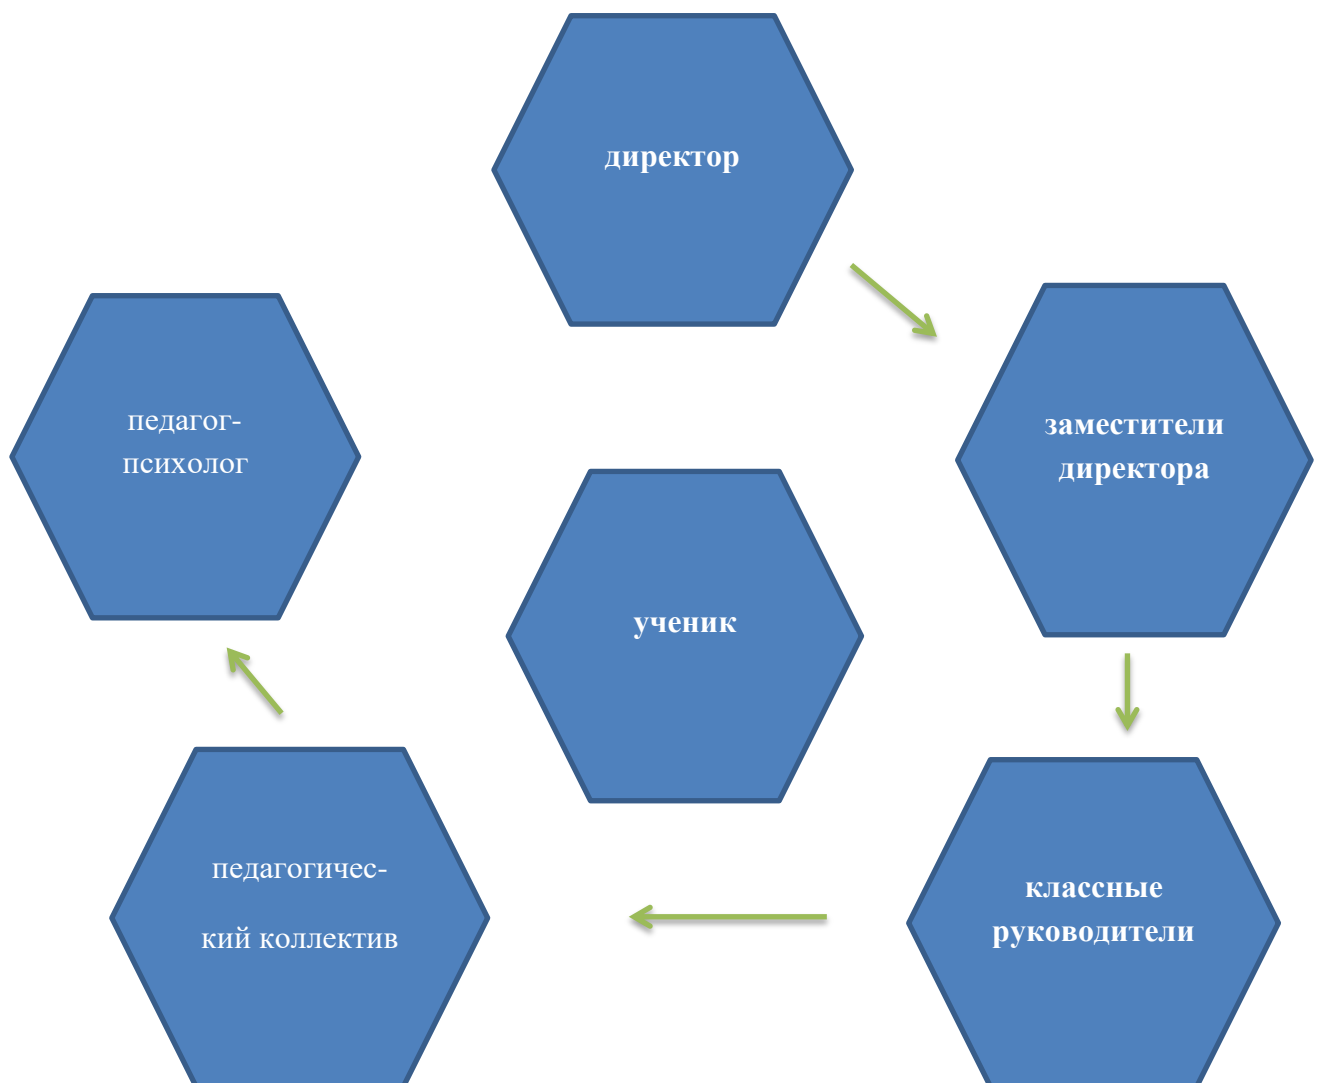 директор
заместители
директора
педагог-
психолог
ученик
педагогичес-
кий коллектив
классные
руководители